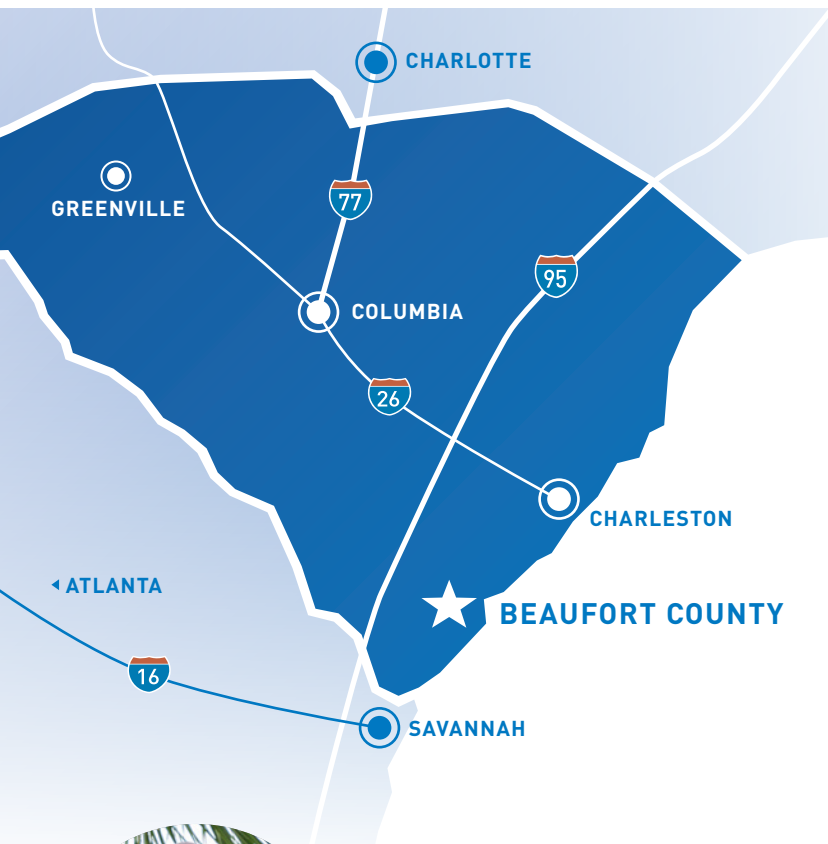 CHARLOTTE
77
GREENVILLE
95
COLUMBIA
26
CHARLESTON
ATLANTA
BEAUFORT COUNTY
16
SAVANNAH